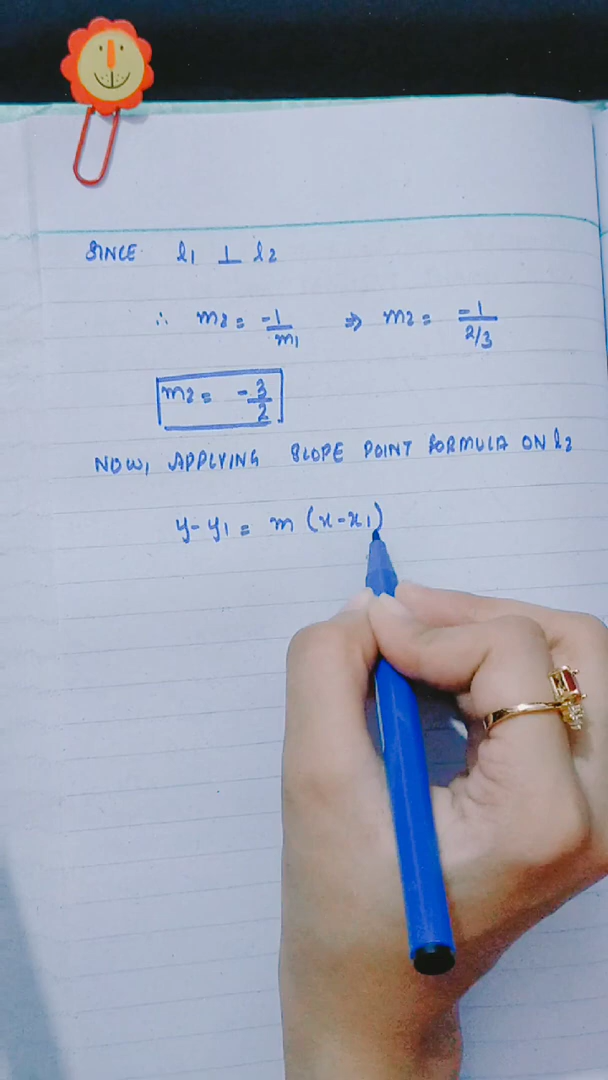 SINCE l1 ⊥ l2
∴ m2 = -1/m1 ⇒ m2 = -1/2/3
m2 = -3/2
NOW, APPLYING SLOPE POINT FORMULA ON l2
y-y1 = m (x-x1)